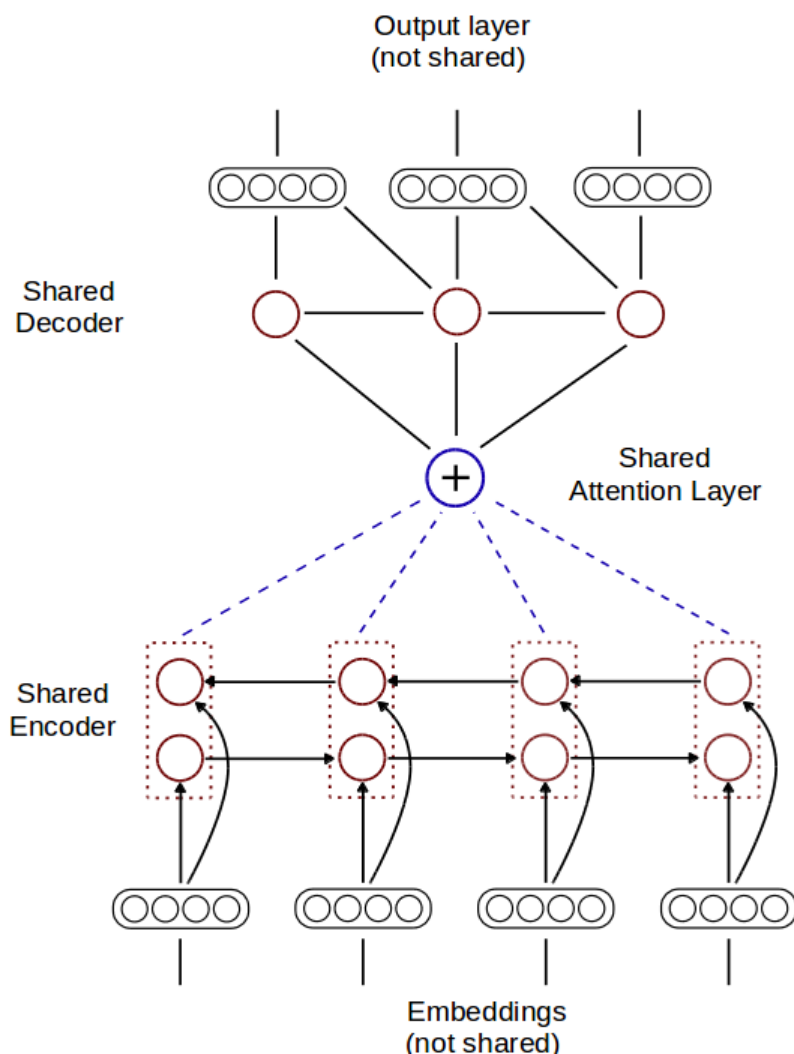 Output layer
(not shared)
Shared
Decoder
+
Shared
Attention Layer
Shared
Encoder
Embeddings
(not shared)